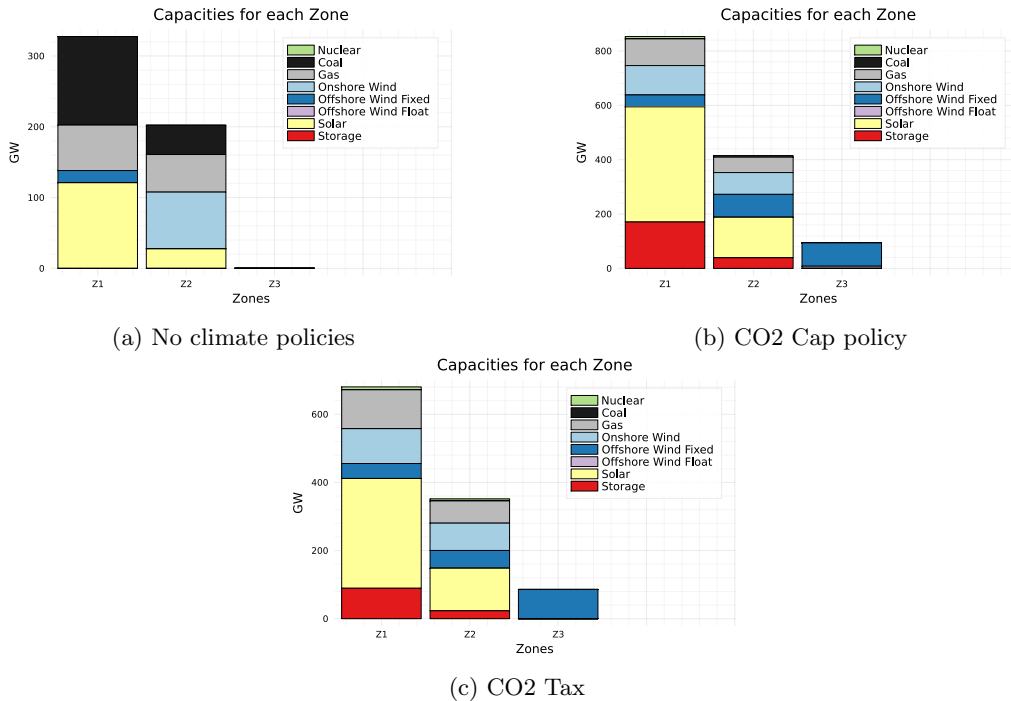 Capacities for each Zone
GW
300
200
100
0
Nuclear
Coal
Gas
Onshore Wind
Offshore Wind Fixed
Offshore Wind Float
Solar
Storage
Z1 Z2 Z3
Zones
(a) No climate policies
Capacities for each Zone
GW
800
600
400
200
0
Nuclear
Coal
Gas
Onshore Wind
Offshore Wind Fixed
Offshore Wind Float
Solar
Storage
Z1 Z2 Z3
Zones
(b) CO2 Cap policy
Capacities for each Zone
GW
600
400
200
0
Nuclear
Coal
Gas
Onshore Wind
Offshore Wind Fixed
Offshore Wind Float
Solar
Storage
Z1 Z2 Z3
Zones
(c) CO2 Tax